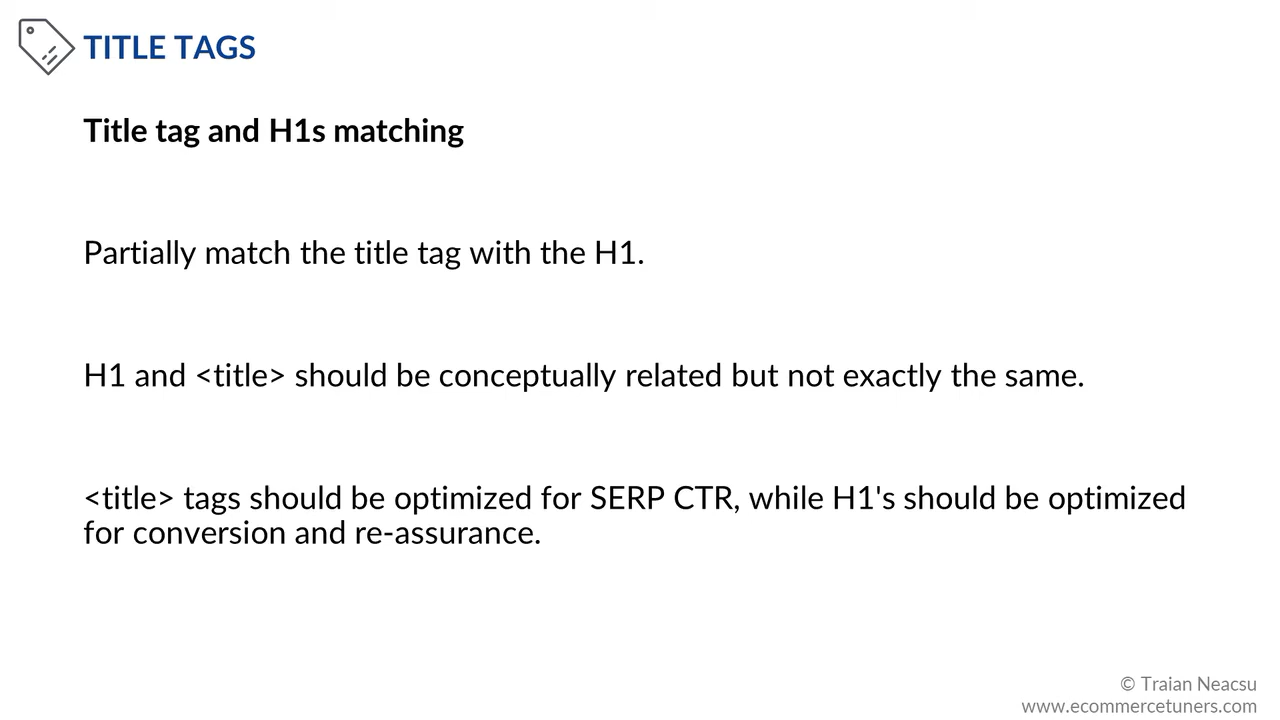 TITLE TAGS
Title tag and H1s matching
Partially match the title tag with the H1.
H1 and <title> should be conceptually related but not exactly the same.
<title> tags should be optimized for SERP CTR, while H1's should be optimized
for conversion and re-assurance.
© Traian Neacsu
www.ecommercetuners.com